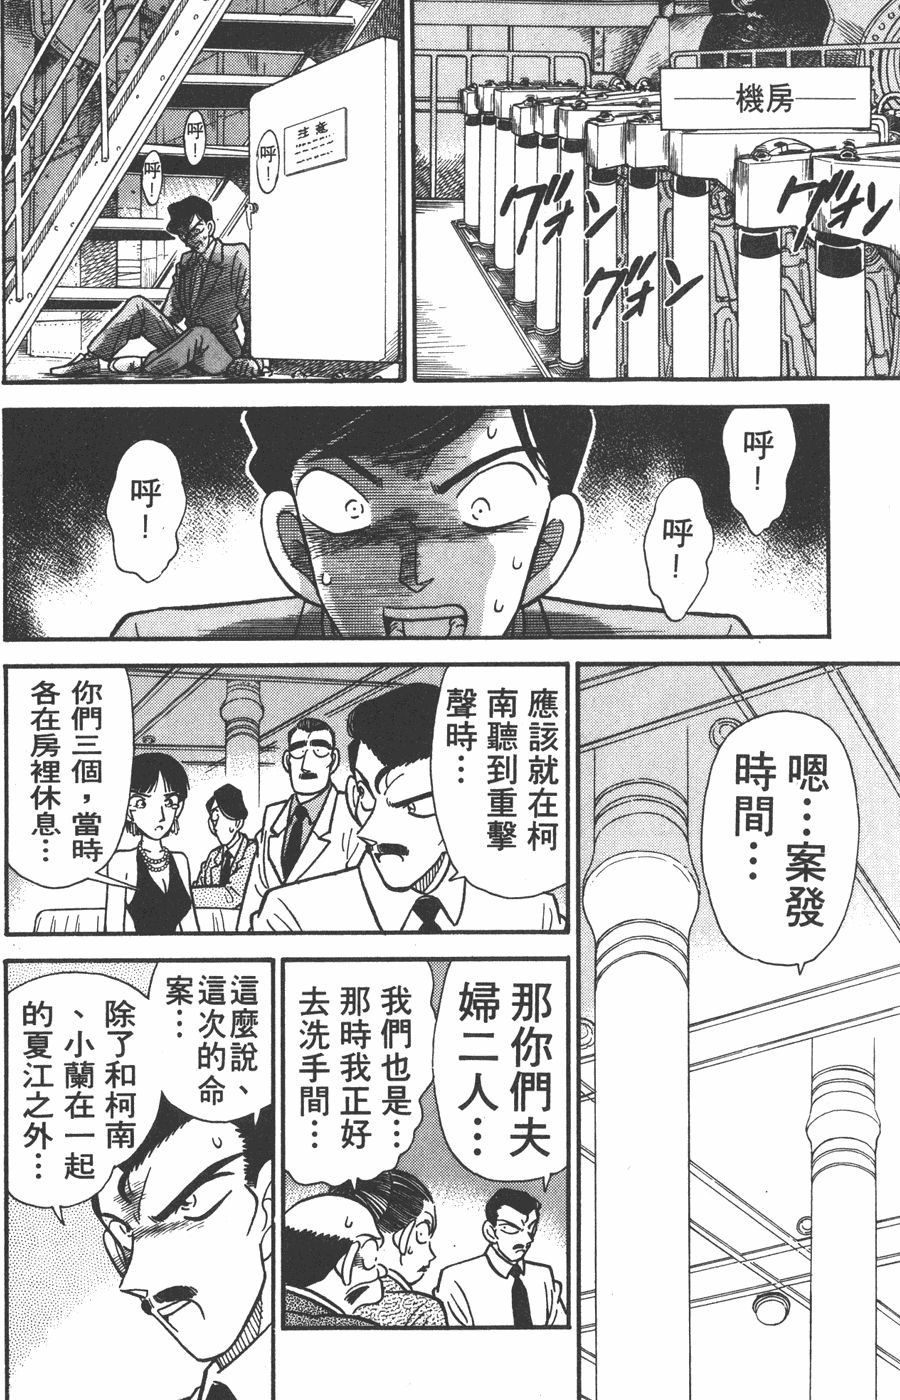 機房
グォン
グォン
グォン
注意
呼！
呼！
呼！
呼！
呼！
呼！
嗯…案發
時間…
應該就在柯
南聽到重擊
聲時…
你們三個，當時
各在房裡休息…
那你們夫
婦二人…
我們也是…
那時我正好
去洗手間…
這麼說、
這次的命
案…
除了和柯南
、小蘭在一起
的夏江之外…